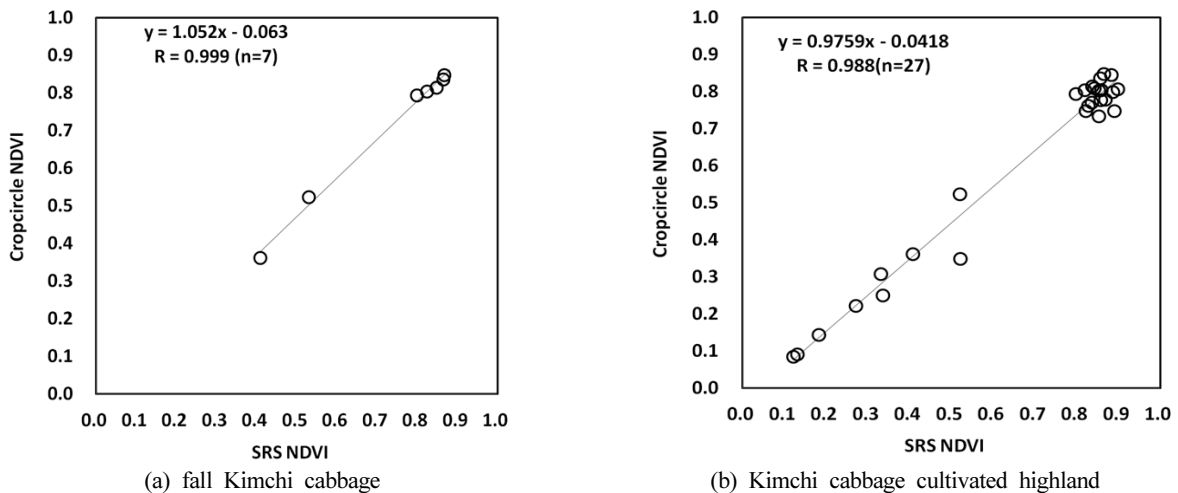 y = 1.052x - 0.063
R = 0.999 (n=7)
1.0
0.9
0.8
0.7
0.6
0.5
0.4
0.3
0.2
0.1
0.0
Cropcircle NDVI
0.0 0.1 0.2 0.3 0.4 0.5 0.6 0.7 0.8 0.9 1.0
SRS NDVI
(a) fall Kimchi cabbage
y = 0.9759x - 0.0418
R = 0.988(n=27)
1.0
0.9
0.8
0.7
0.6
0.5
0.4
0.3
0.2
0.1
0.0
Cropcircle NDVI
0.0 0.1 0.2 0.3 0.4 0.5 0.6 0.7 0.8 0.9 1.0
SRS NDVI
(b) Kimchi cabbage cultivated highland